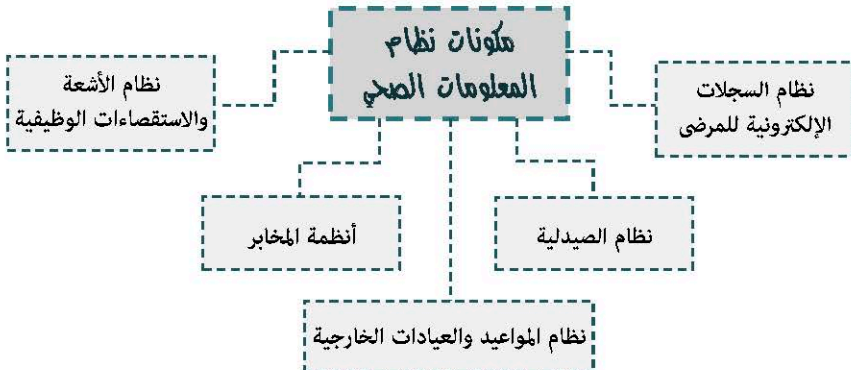 مكونات نظام
المعلومات الصحي
نظام السجلات
الإلكترونية للمرضى
نظام الأشعة
والاستقصاءات الوظيفية
نظام الصيدلية
أنظمة المخابر
نظام المواعيد والعيادات الخارجية